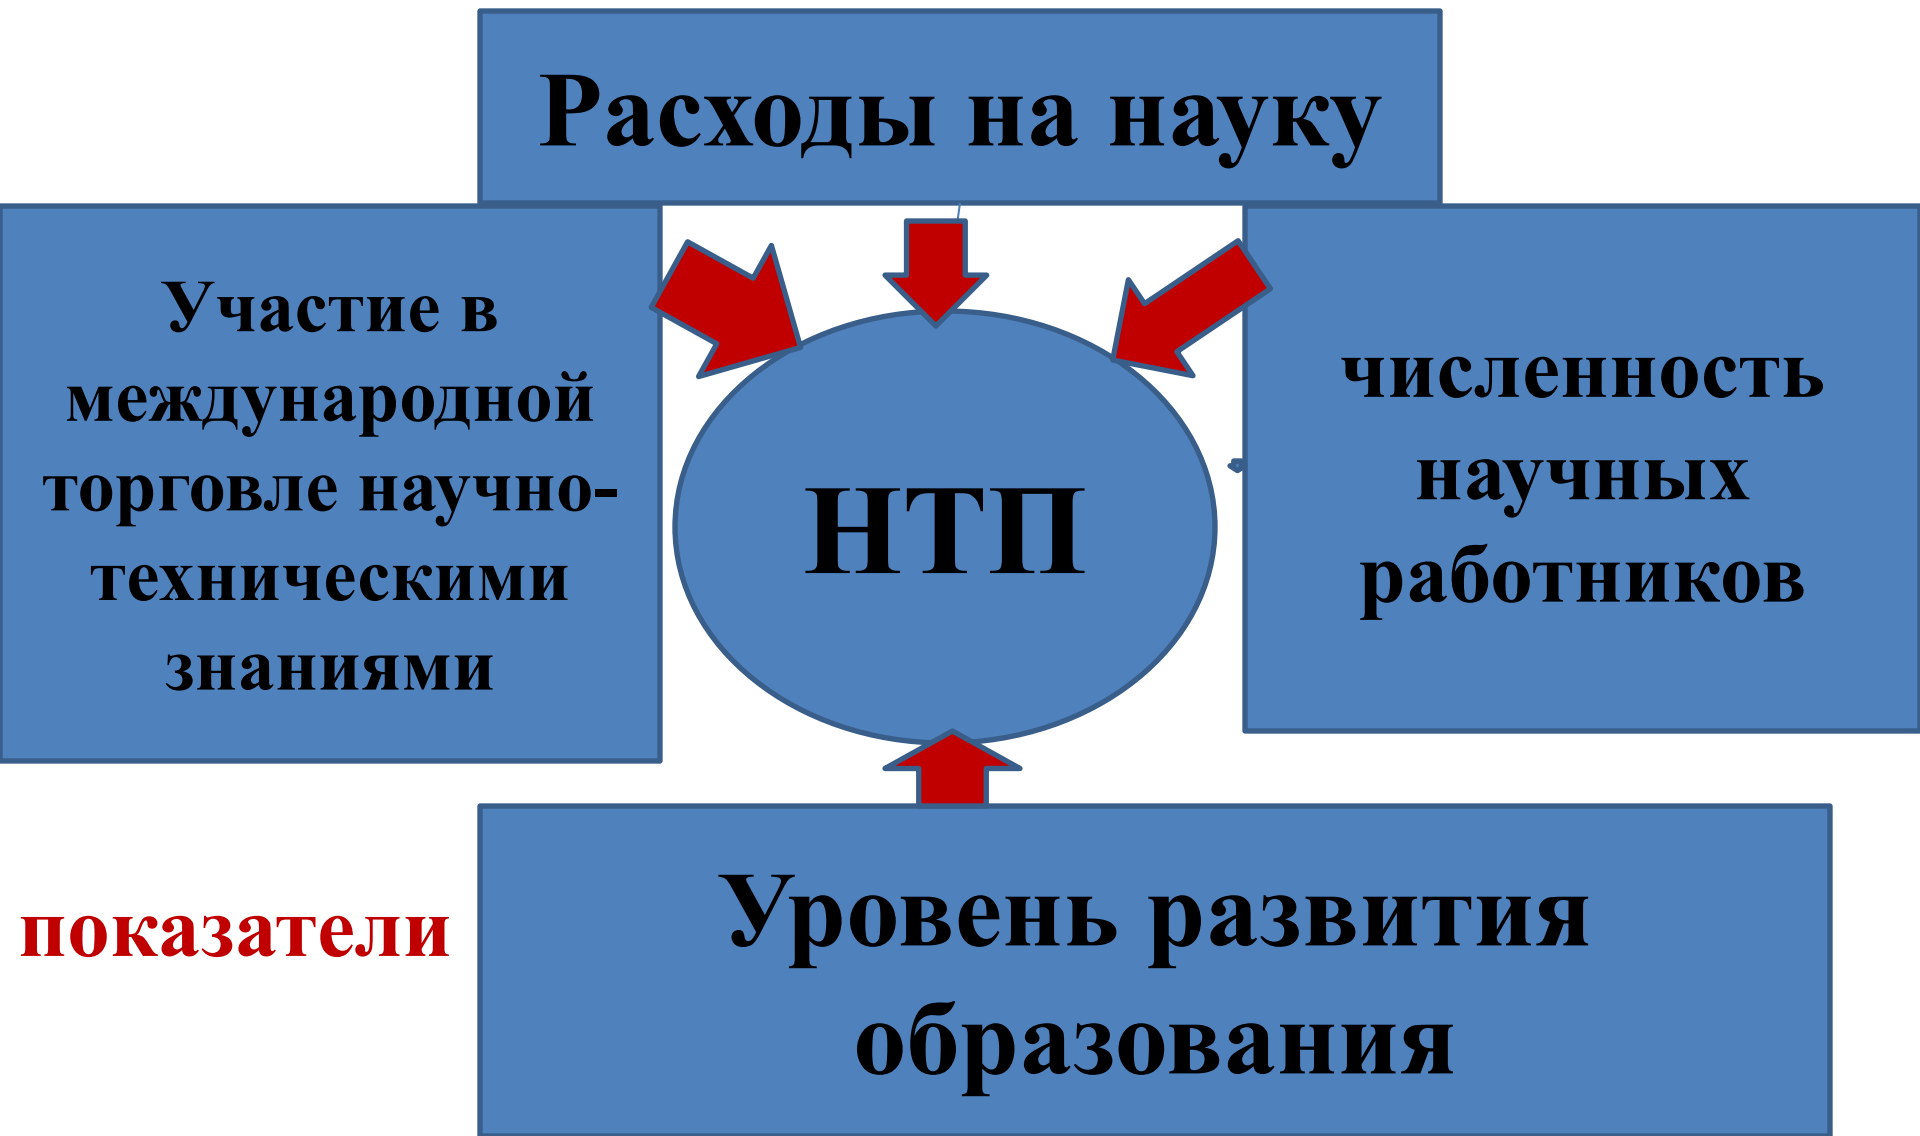 Расходы на науку
Участие в
международной
торговле научно-
техническими
знаниями
НТП
численность
научных
работников
показатели
Уровень развития
образования